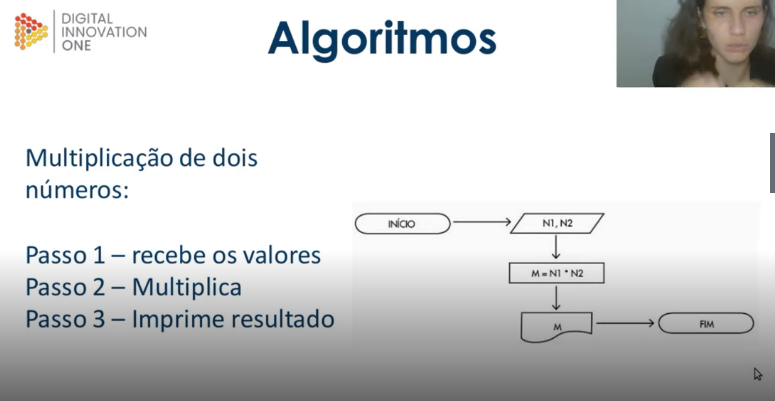 DIGITAL
INNOVATION
ONE
Algoritmos
Multiplicação de dois
números:
Passo 1 – recebe os valores
Passo 2 – Multiplica
Passo 3 – Imprime resultado
INÍCIO
N1, N2
M = N1 * N2
M
FIM